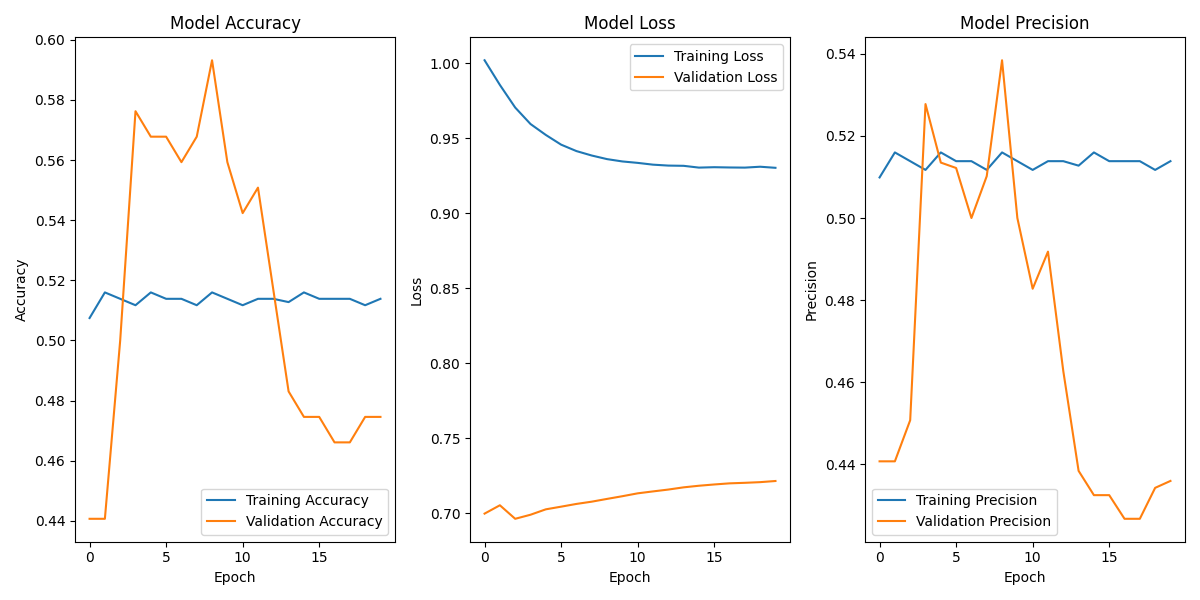 Model Accuracy
0.60
0.58
0.56
0.54
0.52
0.50
0.48
0.46
0.44
Accuracy
0
5
10
15
Epoch
Training Accuracy
Validation Accuracy
Model Loss
1.00
0.95
0.90
0.85
0.80
0.75
0.70
Loss
0
5
10
15
Epoch
Training Loss
Validation Loss
Model Precision
0.54
0.52
0.50
0.48
0.46
0.44
Precision
0
5
10
15
Epoch
Training Precision
Validation Precision